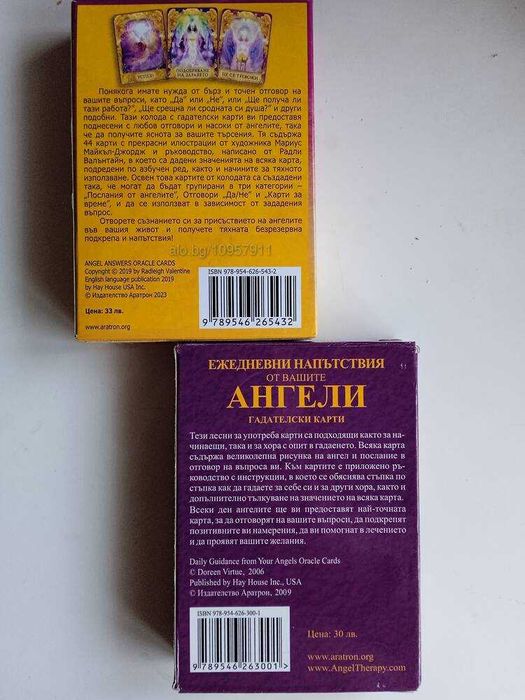 УСПЕХ!
ПОДОБРЯВАНЕ
НА ЗДРАВЕТО
НЕ СЕ ТРЕВОЖИ
Понякога имате нужда от бърз и точен отговор на
вашите въпроси, като „Да" или „Не", или „Ще получа ли
тази работа?", „Ще срещна ли сродната си душа?" и други
подобни. Тази колода с гадателски карти ви предоставя
поднесени с любов отговори и насоки от ангелите, така
че да получите яснота за вашите търсения. Тя съдържа
44 карти с прекрасни илюстрации от художника Мариус
Майкъл-Джордж и ръководство, написано от Радли
Валънтайн, в което са дадени значенията на всяка карта,
подредени по азбучен ред, както и начините за тяхното
използване. Освен това картите от колодата са създадени
така, че могат да бъдат групирани в три категории –
„Послания от ангелите", Отговори „Да/Не" и „Карти за
време", и да се използват в зависимост от зададения
въпрос.
Отворете съзнанието си за присъствието на ангелите
във вашия живот и получете тяхната безрезервна
подкрепа и напътствия!
alo.bg/10957911
ANGEL ANSWERS ORACLE CARDS
Copyright © 2019 by Radleigh Valentine
English language publication 2019
by Hay House USA Inc.
© Издателство Аратрон 2023
Цена: 33 лв.
www.aratron.org
ISBN 978-954-626-543-2
9 789546 265432
ЕЖЕДНЕВНИ НАПЪТСТВИЯ
ОТ ВАШИТЕ
АНГЕЛИ
ГАДАТЕЛСКИ КАРТИ
Тези лесни за употреба карти са подходящи както за на-
чинаещи, така и за хора с опит в гадаенето. Всяка карта
съдържа великолепна рисунка на ангел и послание в
отговор на въпроса ви. Към картите е приложено ръ-
ководство с инструкции, в което се обяснява стъпка по
стъпка как да гадаете за себе си и за други хора, както и
допълнително тълкуване на значението на всяка карта.
Всеки ден ангелите ще ви предоставят най-точната
карта, за да отговорят на вашите въпроси, да подкрепят
позитивните ви намерения, да ви помогнат в лечението
и да проявят вашите желания.
Daily Guidance from Your Angels Oracle Cards
© Doreen Virtue, 2006
Published by Hay House Inc., USA
© Издателство Аратрон, 2009
ISBN 978-954-626-300-1
9 789546 263001 >
Цена: 30 лв.
www.aratron.org
www.AngelTherapy.com